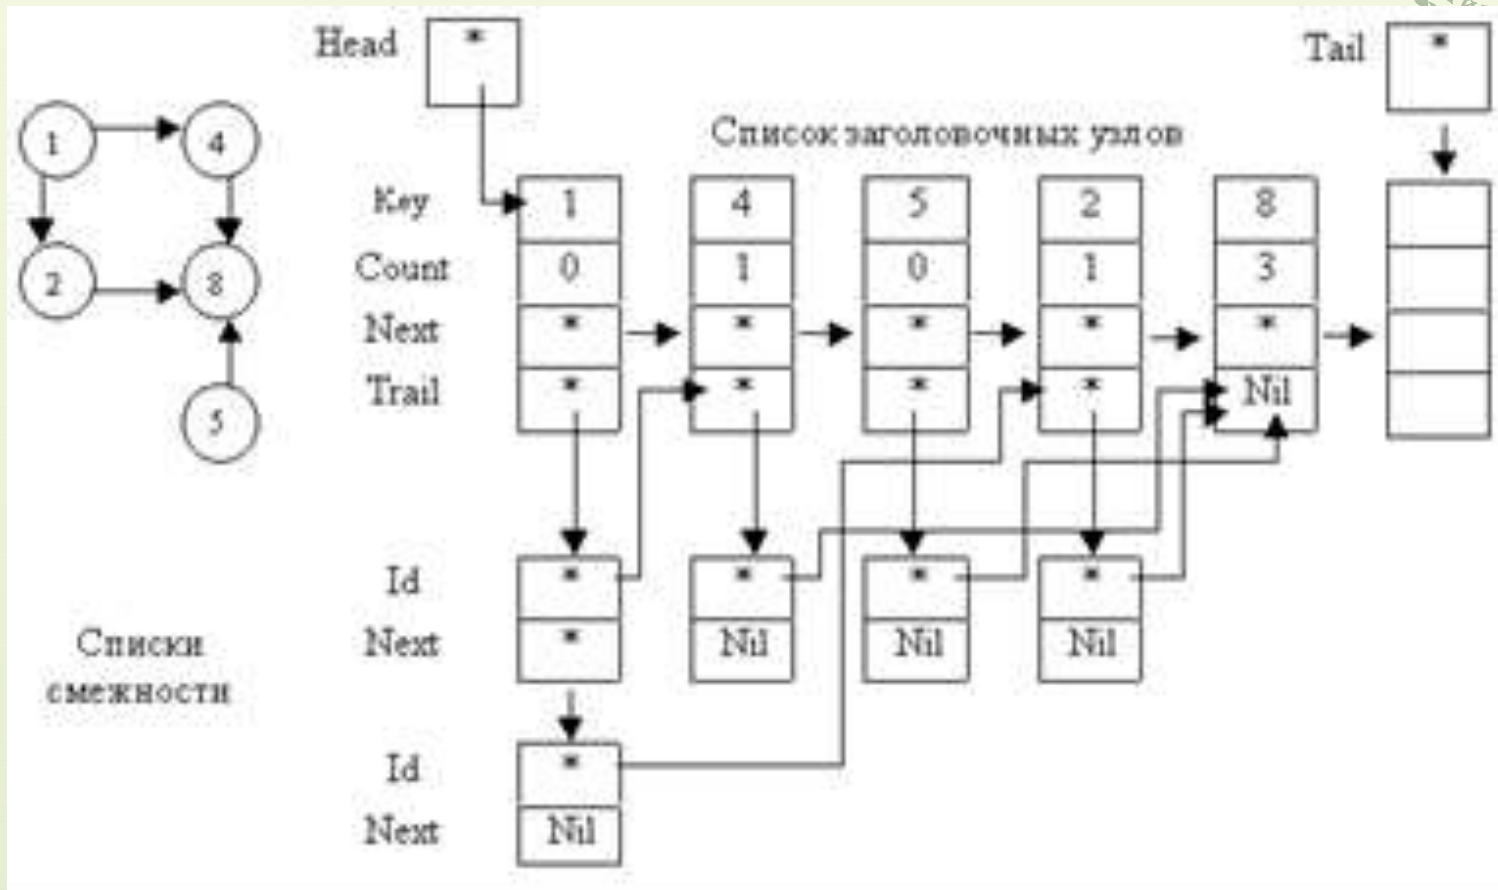 Head * Tail *
Список заголовочных узлов
1 4
Key 1 4 5 2 8
Count 0 1 0 1 3
2 8
Next * * * * *
Trail * * * * Nil
5
Id * * * *
Списки
смежности
Next * Nil Nil Nil
Id *
Next Nil